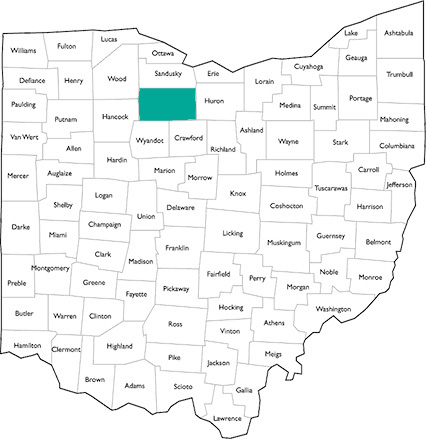 Lake
Ashtabula
Lucas
Fulton
Williams
Ottawa
Geauga
Cuyahoga
Sandusky
Erie
Wood
Lorain
Trumbull
Defiance
Henry
Portage
Huron
Medina
Summit
Paulding
Hancock
Putnam
Mahoning
Ashland
Van Wert
Wyandot
Crawford
Wayne
Stark
Columbiana
Allen
Richland
Hardin
Marion
Mercer
Auglaize
Morrow
Holmes
Carroll
Jefferson
Tuscarawas
Knox
Logan
Shelby
Delaware
Coshocton
Harrison
Union
Darke
Miami
Champaign
Licking
Guernsey
Franklin
Muskingum
Belmont
Clark
Madison
Montgomery
Fairfield
Perry
Noble
Monroe
Preble
Greene
Fayette
Pickaway
Morgan
Hocking
Washington
Butler
Warren
Clinton
Ross
Athens
Vinton
Hamilton
Clermont
Highland
Pike
Jackson
Meigs
Brown
Adams
Scioto
Gallia
Lawrence